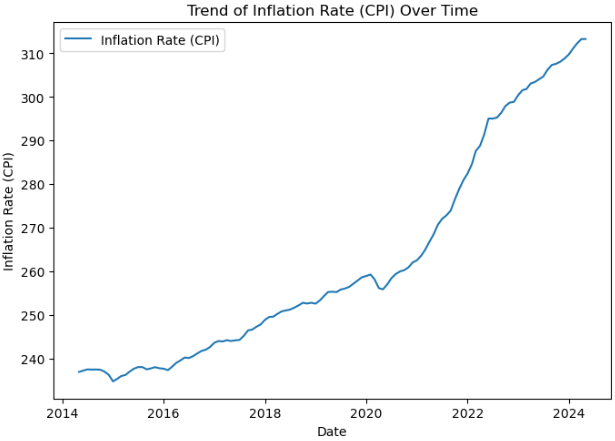 Trend of Inflation Rate (CPI) Over Time
Inflation Rate (CPI)
Inflation Rate (CPI)
310
300
290
280
270
260
250
240
2014 2016 2018 2020 2022 2024
Date